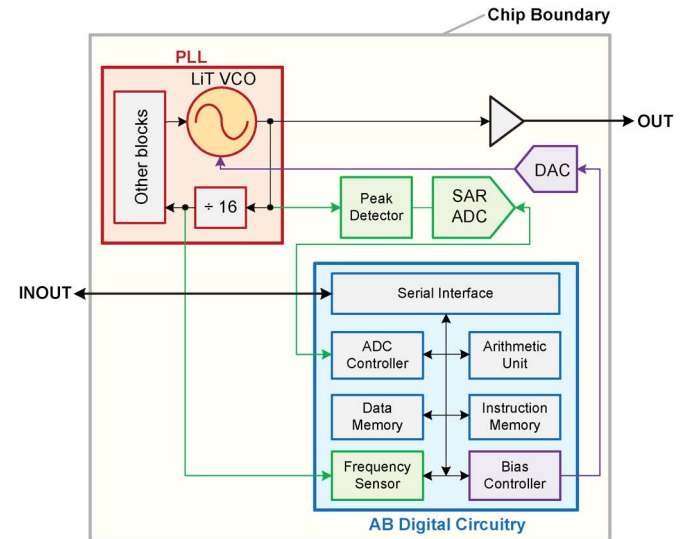 Chip Boundary
PLL
LiT VCO
Other blocks
÷ 16
OUT
DAC
Peak
Detector
SAR
ADC
INOUT
Serial Interface
ADC
Controller
Arithmetic
Unit
Data
Memory
Instruction
Memory
Frequency
Sensor
Bias
Controller
AB Digital Circuitry